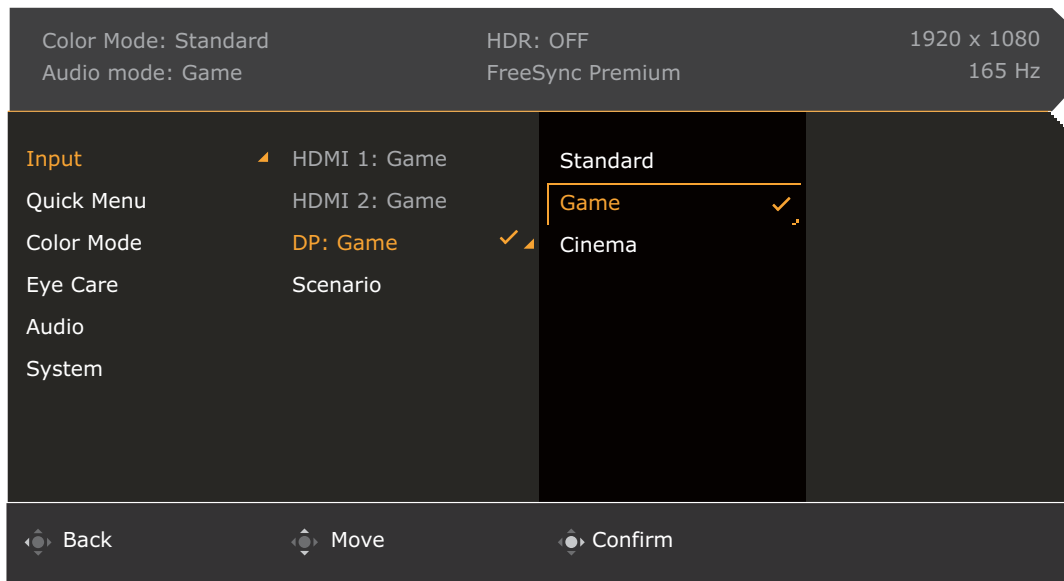 Color Mode: Standard
HDR: OFF
1920 x 1080
Audio mode: Game
FreeSync Premium
165 Hz
Input
HDMI 1: Game
Standard
Quick Menu
HDMI 2: Game
Game
Color Mode
DP: Game
Cinema
Eye Care
Scenario
Audio
System
Back
Move
Confirm